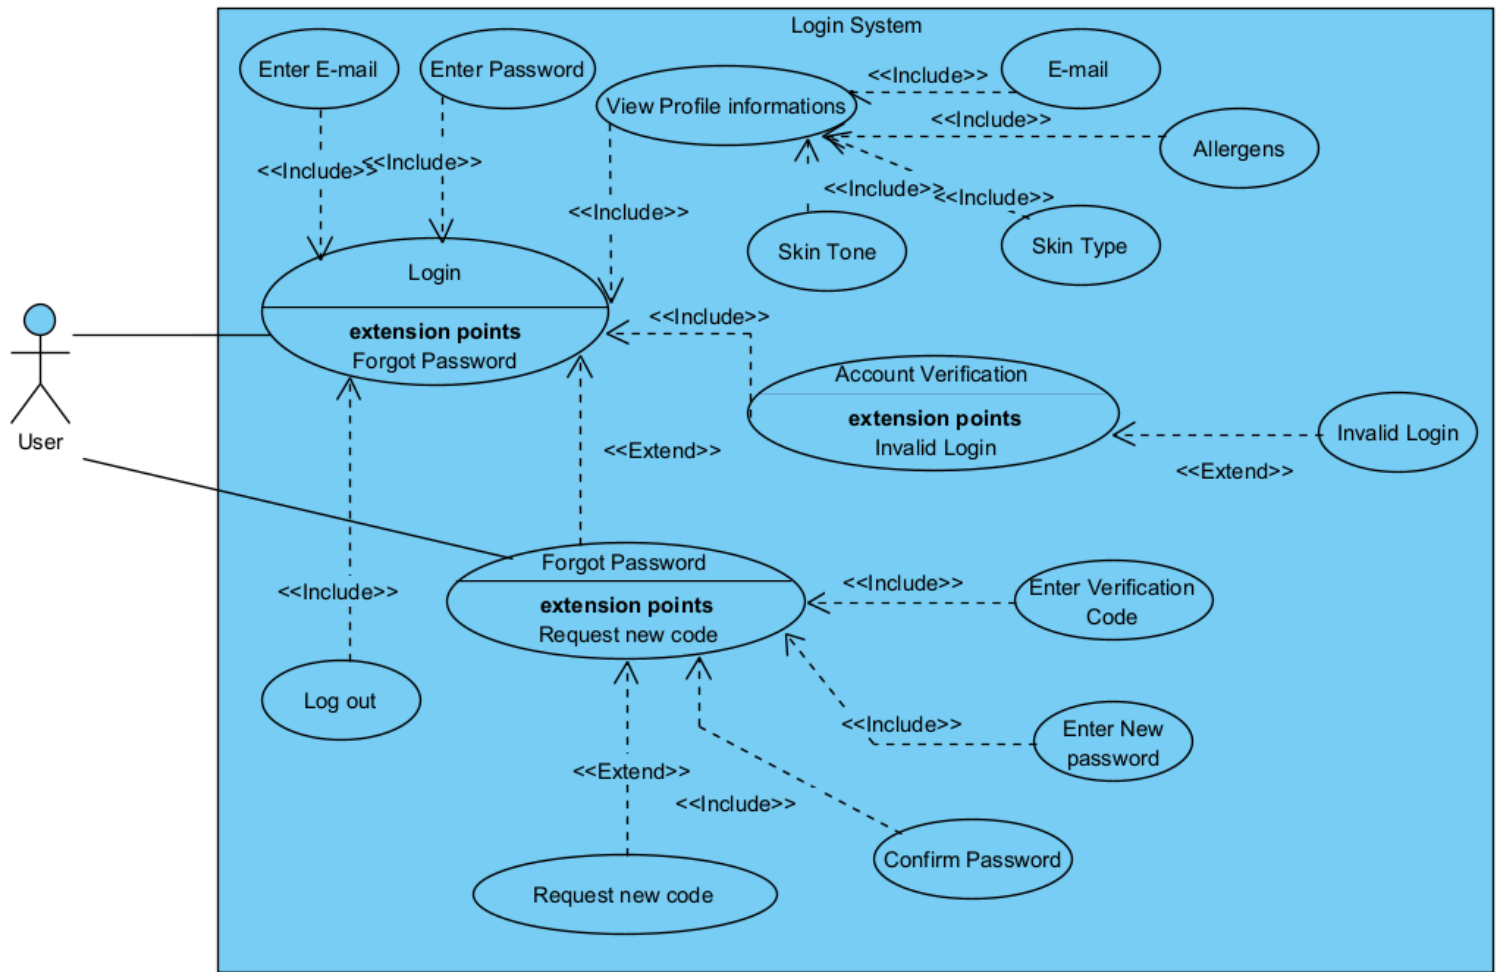 Login System
Enter E-mail
Enter Password
View Profile informations
<<Include>>
E-mail
<<Include>>
Allergens
<<Include>>
<<Include>>
<<Include>>
<<Include>>
<<Include>>
Skin Tone
Skin Type
Login
extension points
Forgot Password
<<Include>>
Account Verification
extension points
Invalid Login
Invalid Login
<<Extend>>
User
<<Extend>>
Forgot Password
extension points
Request new code
<<Include>>
Enter Verification
Code
<<Include>>
Log out
<<Include>>
Enter New
password
<<Extend>>
<<Include>>
Confirm Password
Request new code